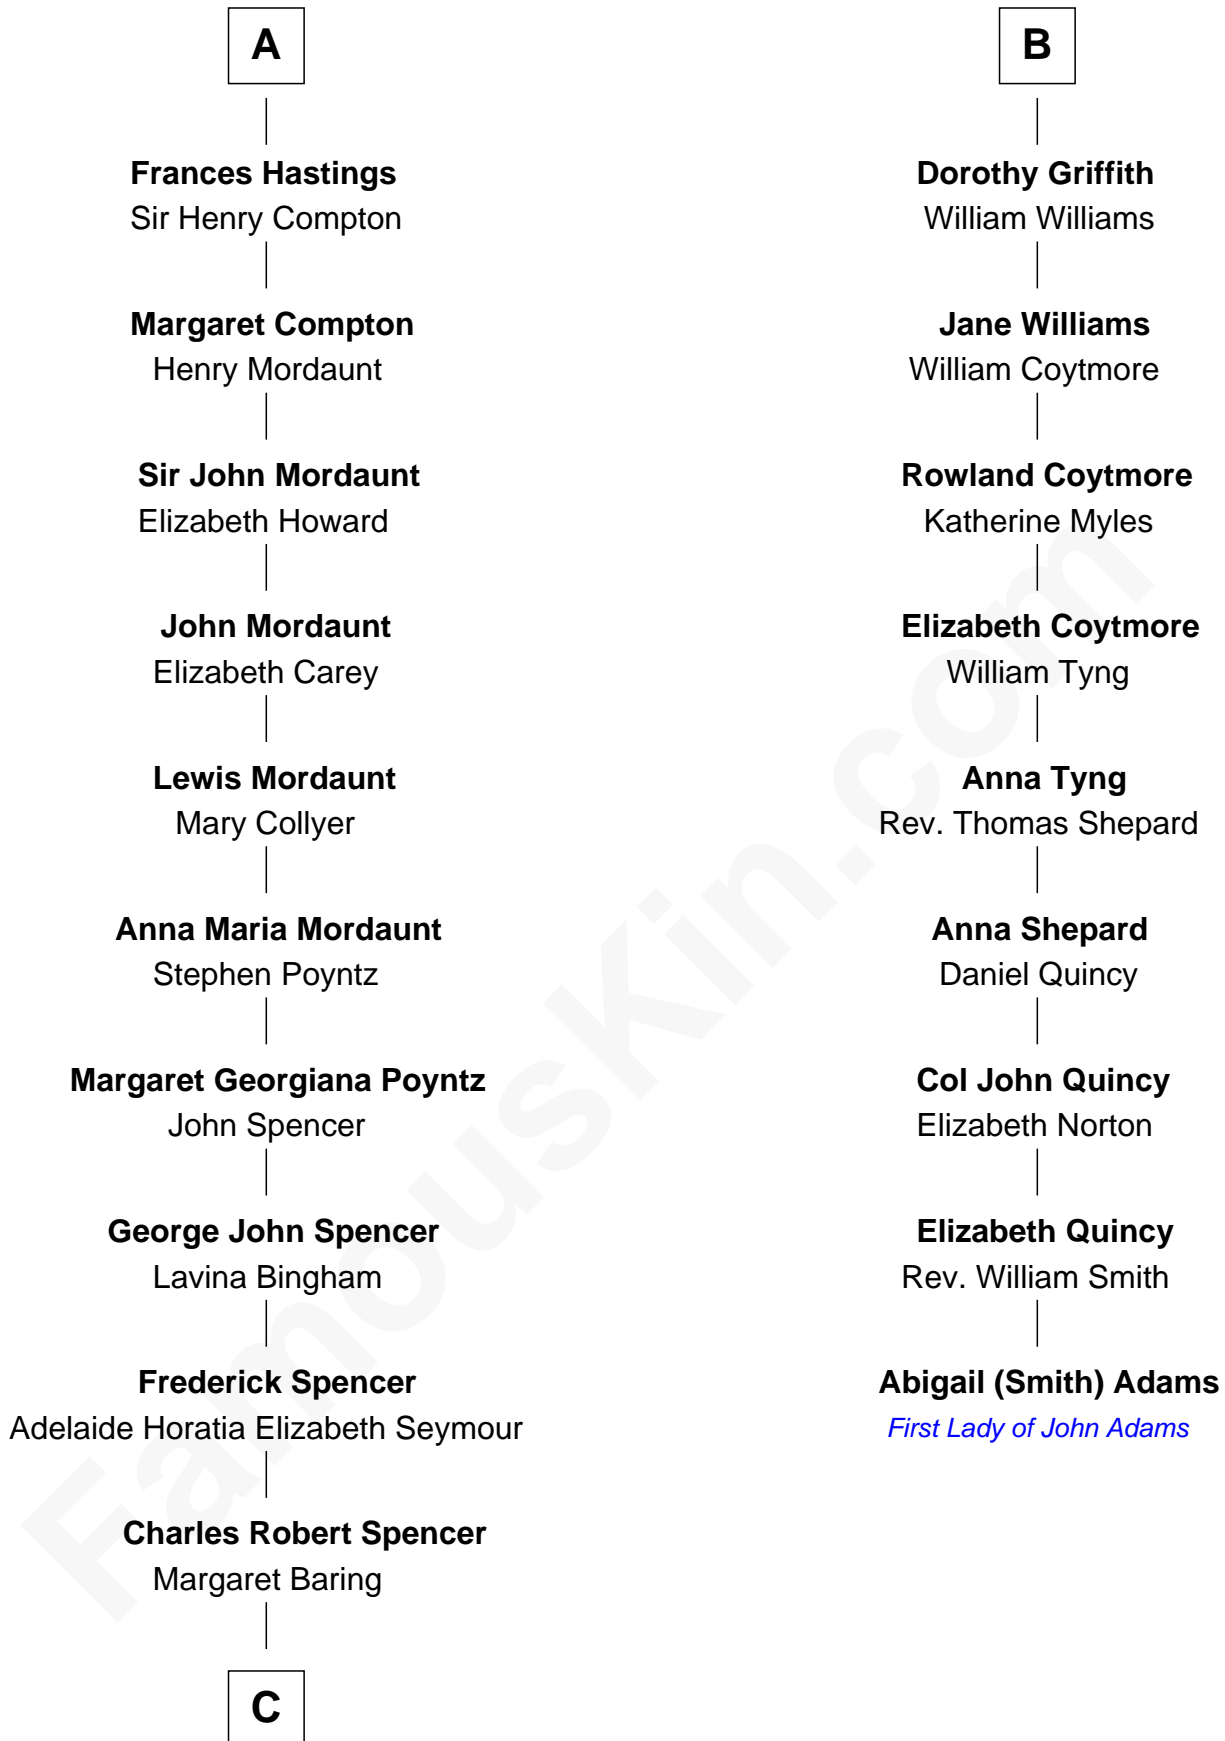 A
Frances Hastings
Sir Henry Compton
Margaret Compton
Henry Mordaunt
Sir John Mordaunt
Elizabeth Howard
John Mordaunt
Elizabeth Carey
Lewis Mordaunt
Mary Collyer
Anna Maria Mordaunt
Stephen Poyntz
Margaret Georgiana Poyntz
John Spencer
George John Spencer
Lavina Bingham
Frederick Spencer
Adelaide Horatia Elizabeth Seymour
Charles Robert Spencer
Margaret Baring
C
B
Dorothy Griffith
William Williams
Jane Williams
William Coytmore
Rowland Coytmore
Katherine Myles
Elizabeth Coytmore
William Tyng
Anna Tyng
Rev. Thomas Shepard
Anna Shepard
Daniel Quincy
Col John Quincy
Elizabeth Norton
Elizabeth Quincy
Rev. William Smith
Abigail (Smith) Adams
First Lady of John Adams
FamousKin.com